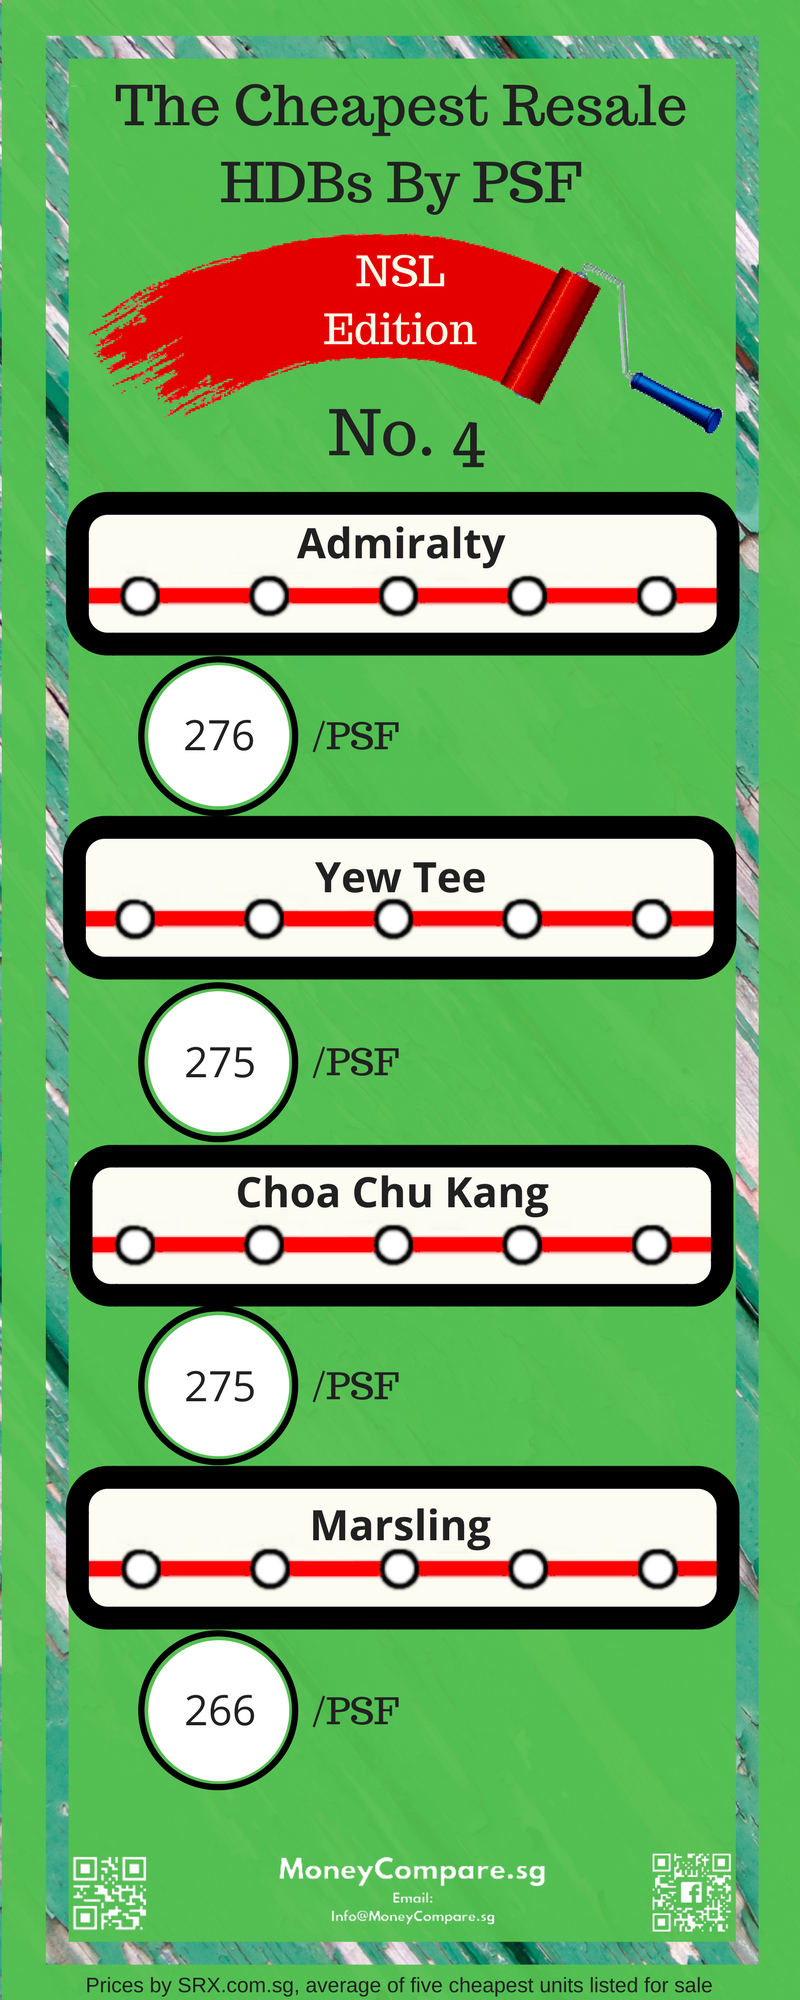 The Cheapest Resale
HDBs By PSF
NSL
Edition
No. 4
Admiralty
276 /PSF
Yew Tee
275 /PSF
Choa Chu Kang
275 /PSF
Marsling
266 /PSF
MoneyCompare.sg
Email:
Info@MoneyCompare.sg
Prices by SRX.com.sg, average of five cheapest units listed for sale